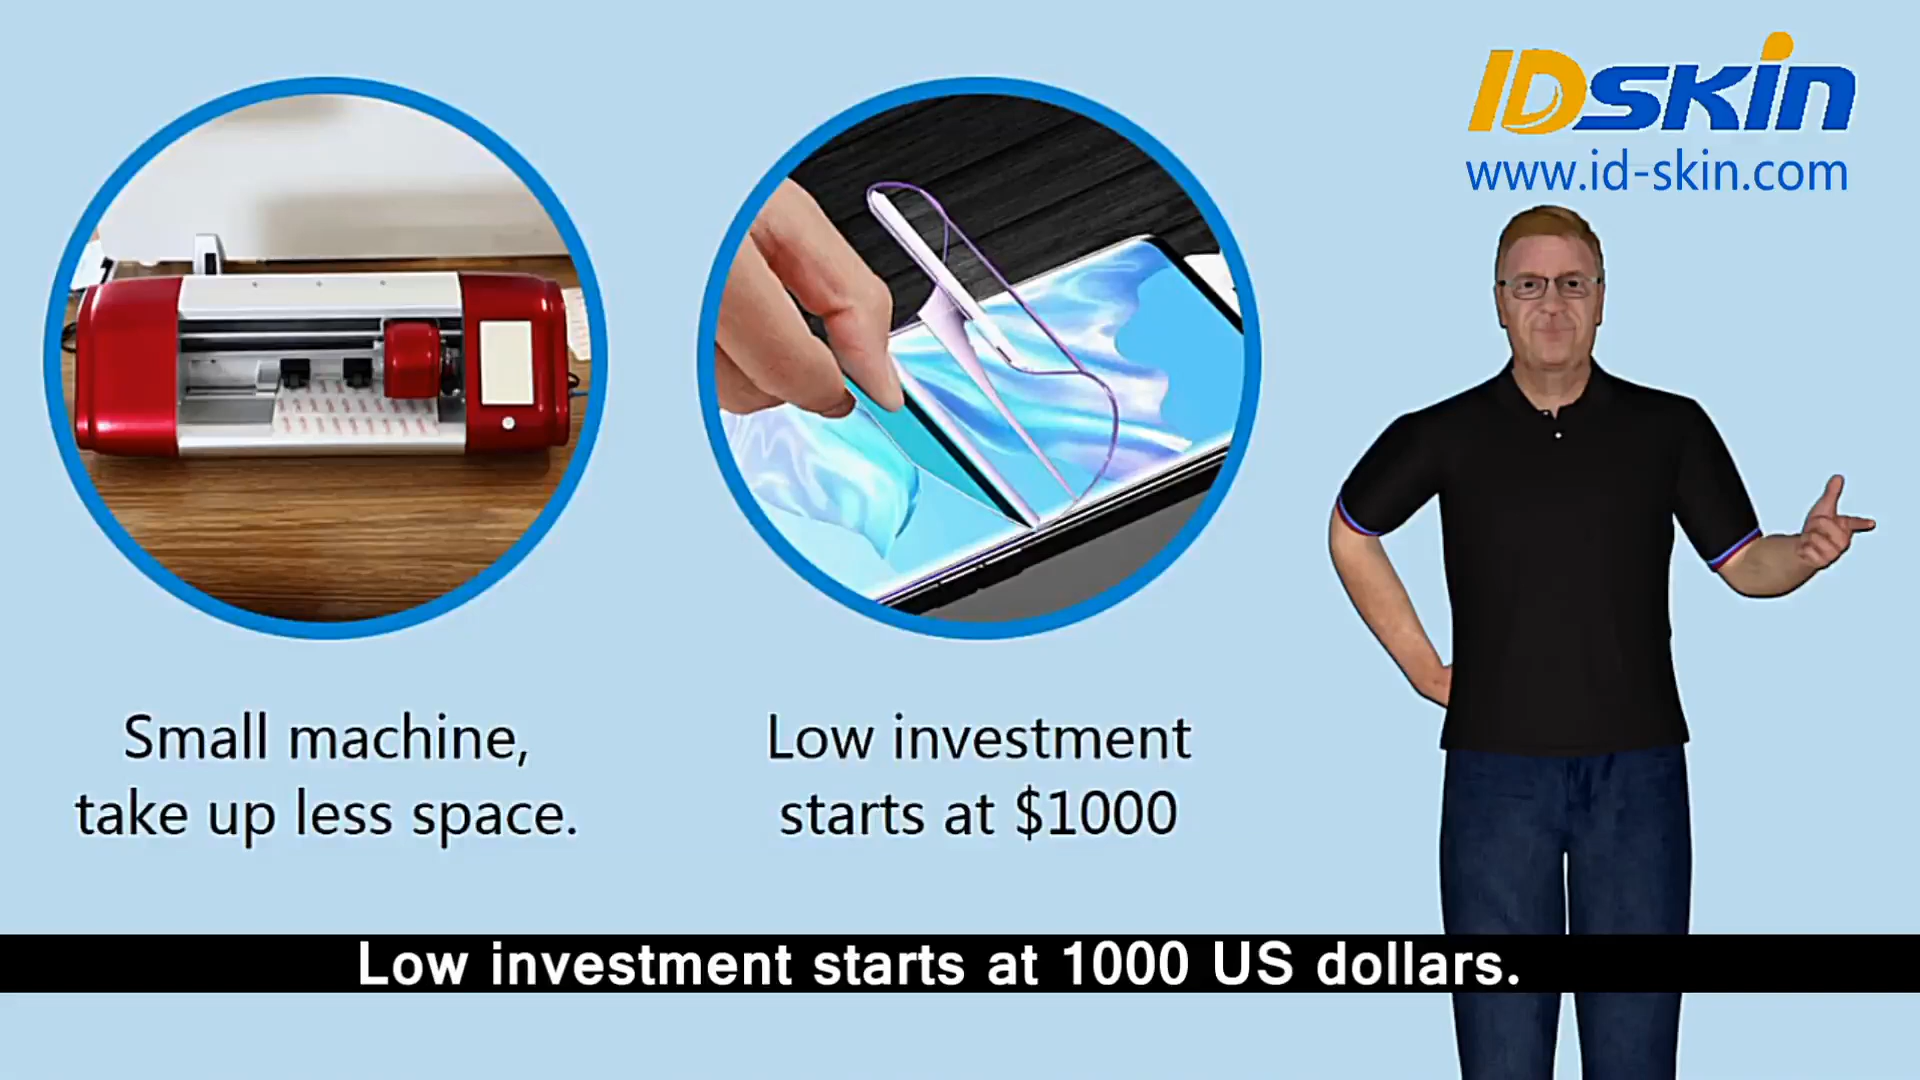 IDSkin
www.id-skin.com
Small machine,
take up less space.
Low investment
starts at $1000
Low investment starts at 1000 US dollars.